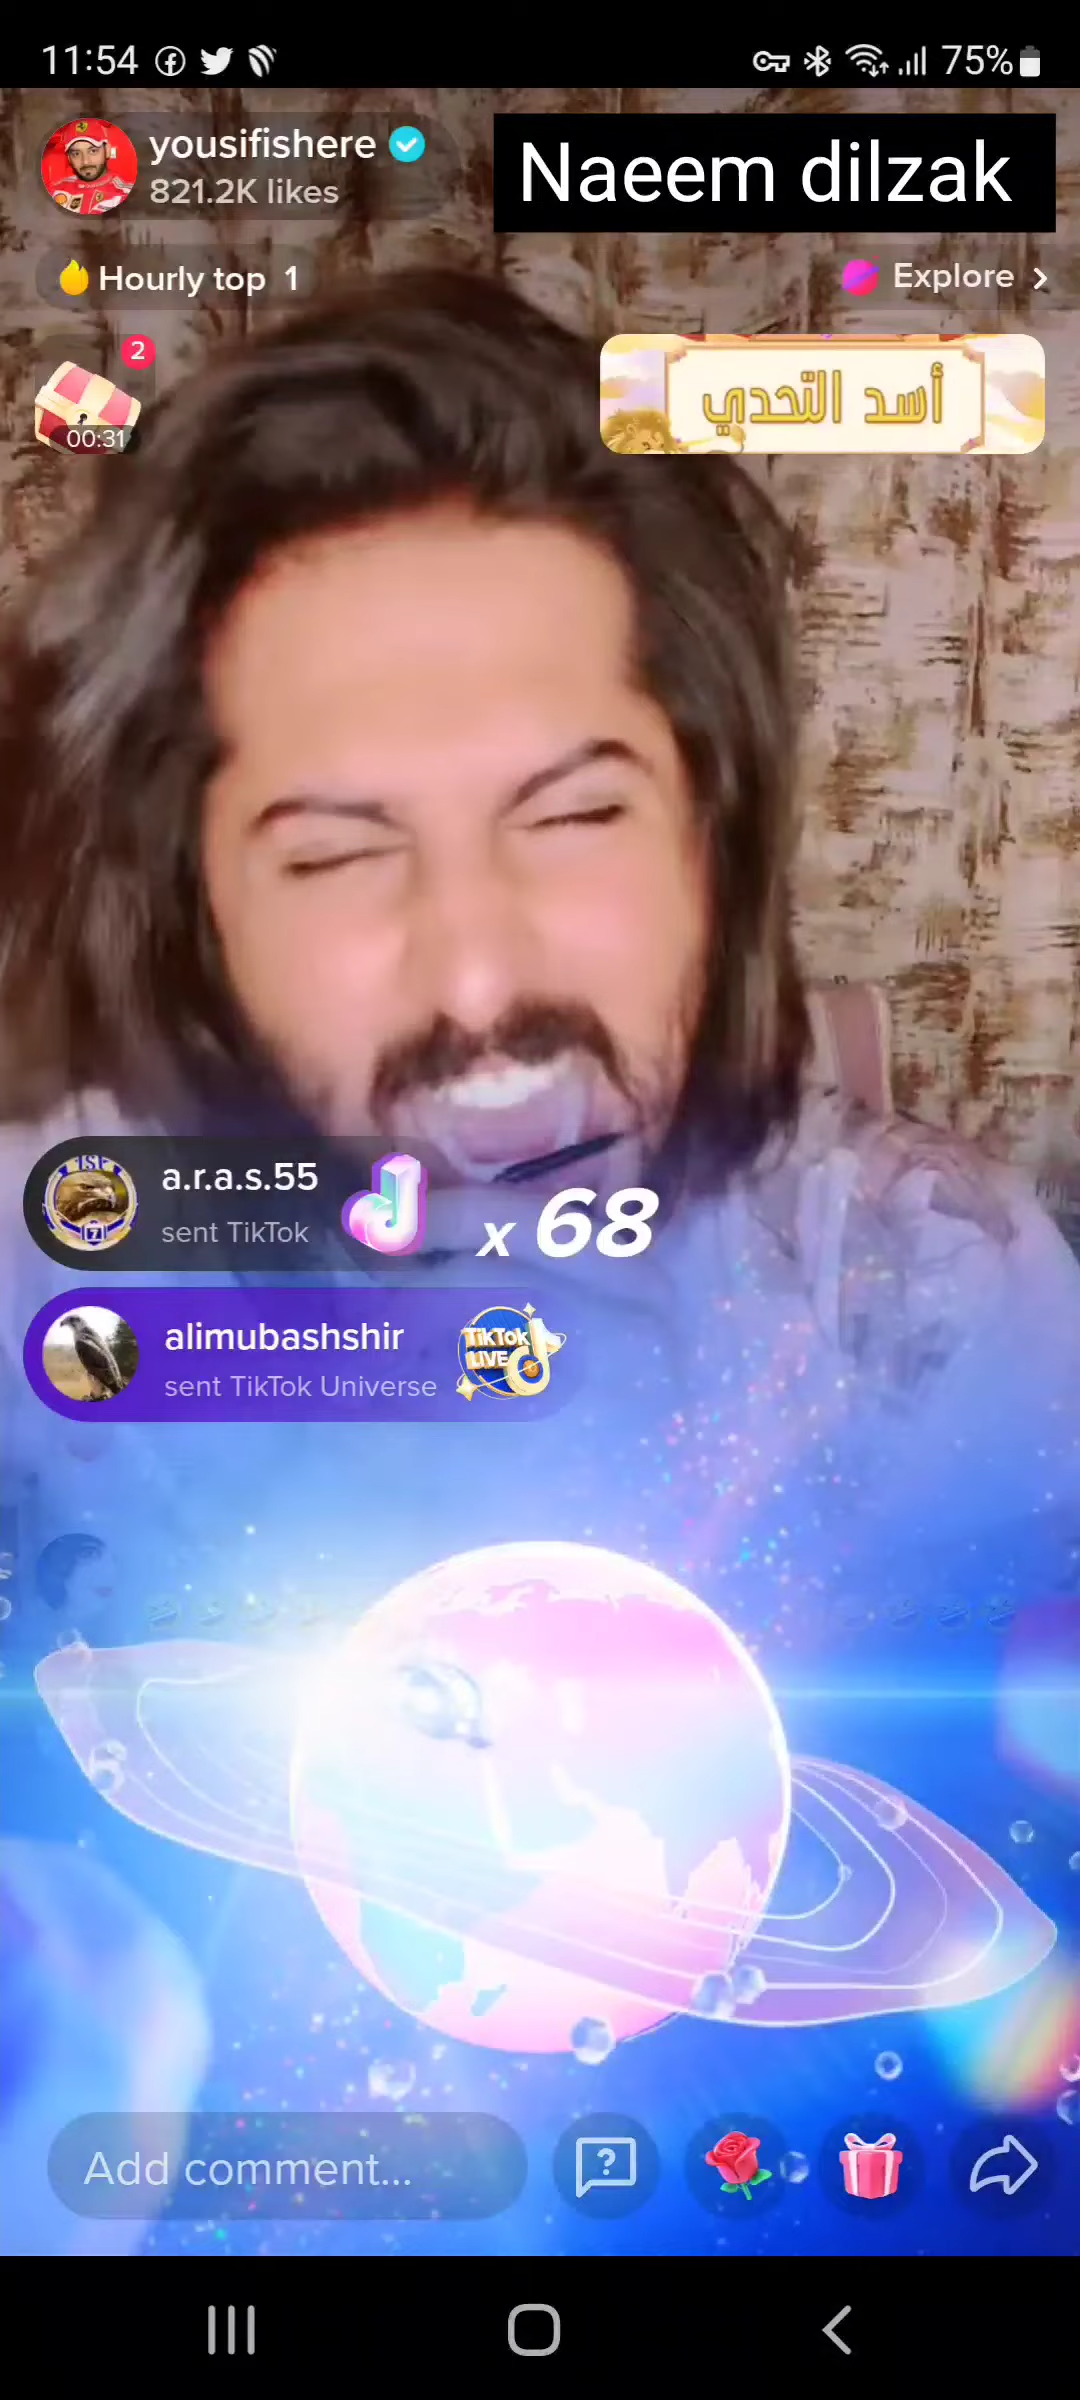 11:54
75%
yousifishere
821.2K likes
Naeem dilzak
Hourly top 1
Explore >
2
00:31
أسد التحدي
a.r.a.s.55
sent TikTok
x 68
alimubashshir
sent TikTok Universe
TikTok
LIVE
Add comment...